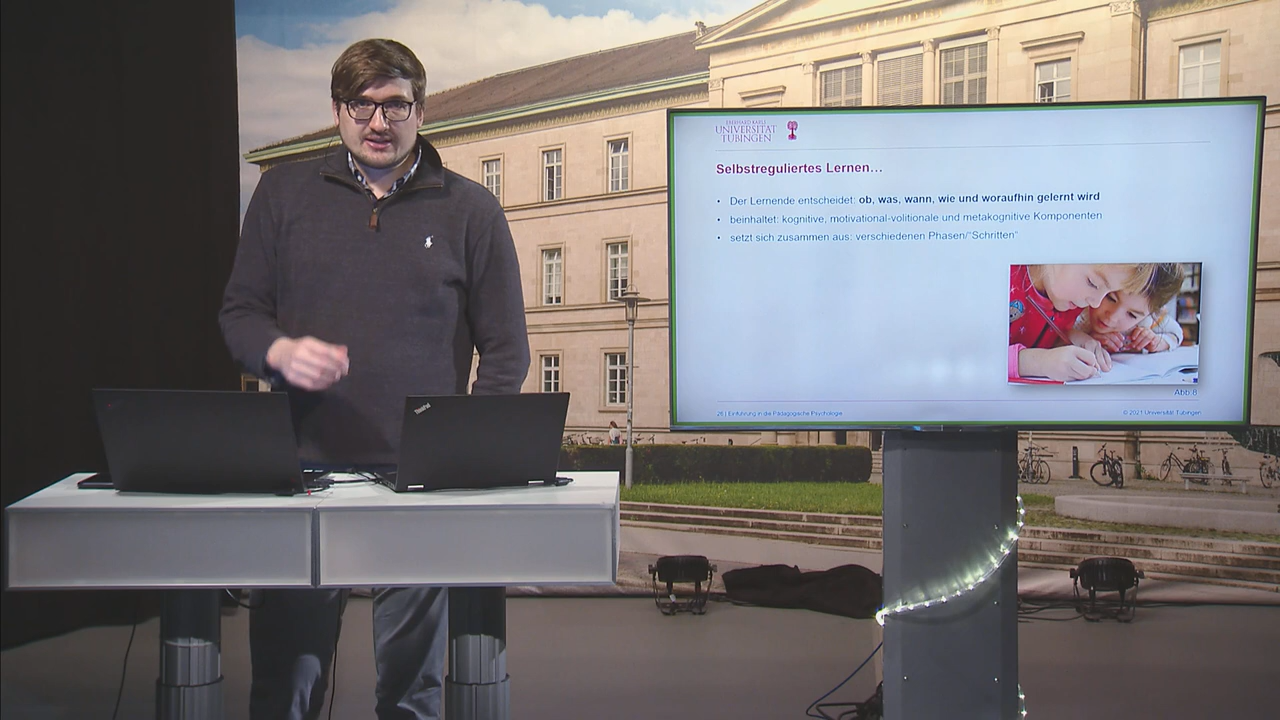 EBERHARD KARLS
UNIVERSITÄT
TÜBINGEN
Selbstreguliertes Lernen…
• Der Lernende entscheidet: ob, was, wann, wie und woraufhin gelernt wird
• beinhaltet: kognitive, motivational-volitionale und metakognitive Komponenten
• setzt sich zusammen aus: verschiedenen Phasen/"Schritten"
Abb.8
26 | Einführung in die Pädagogische Psychologie
© 2021 Universität Tübingen
ThinkPad